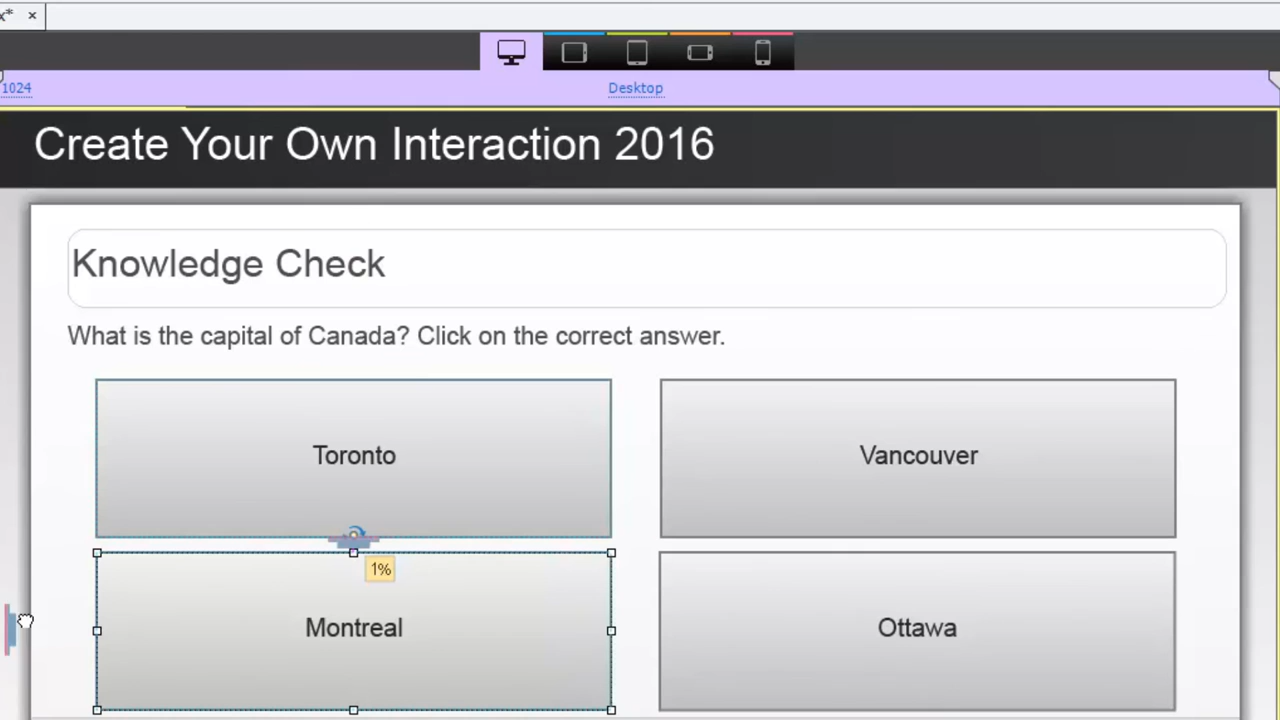 x*
1024
Desktop
Create Your Own Interaction 2016
Knowledge Check
What is the capital of Canada? Click on the correct answer.
Toronto
Vancouver
1%
Montreal
Ottawa